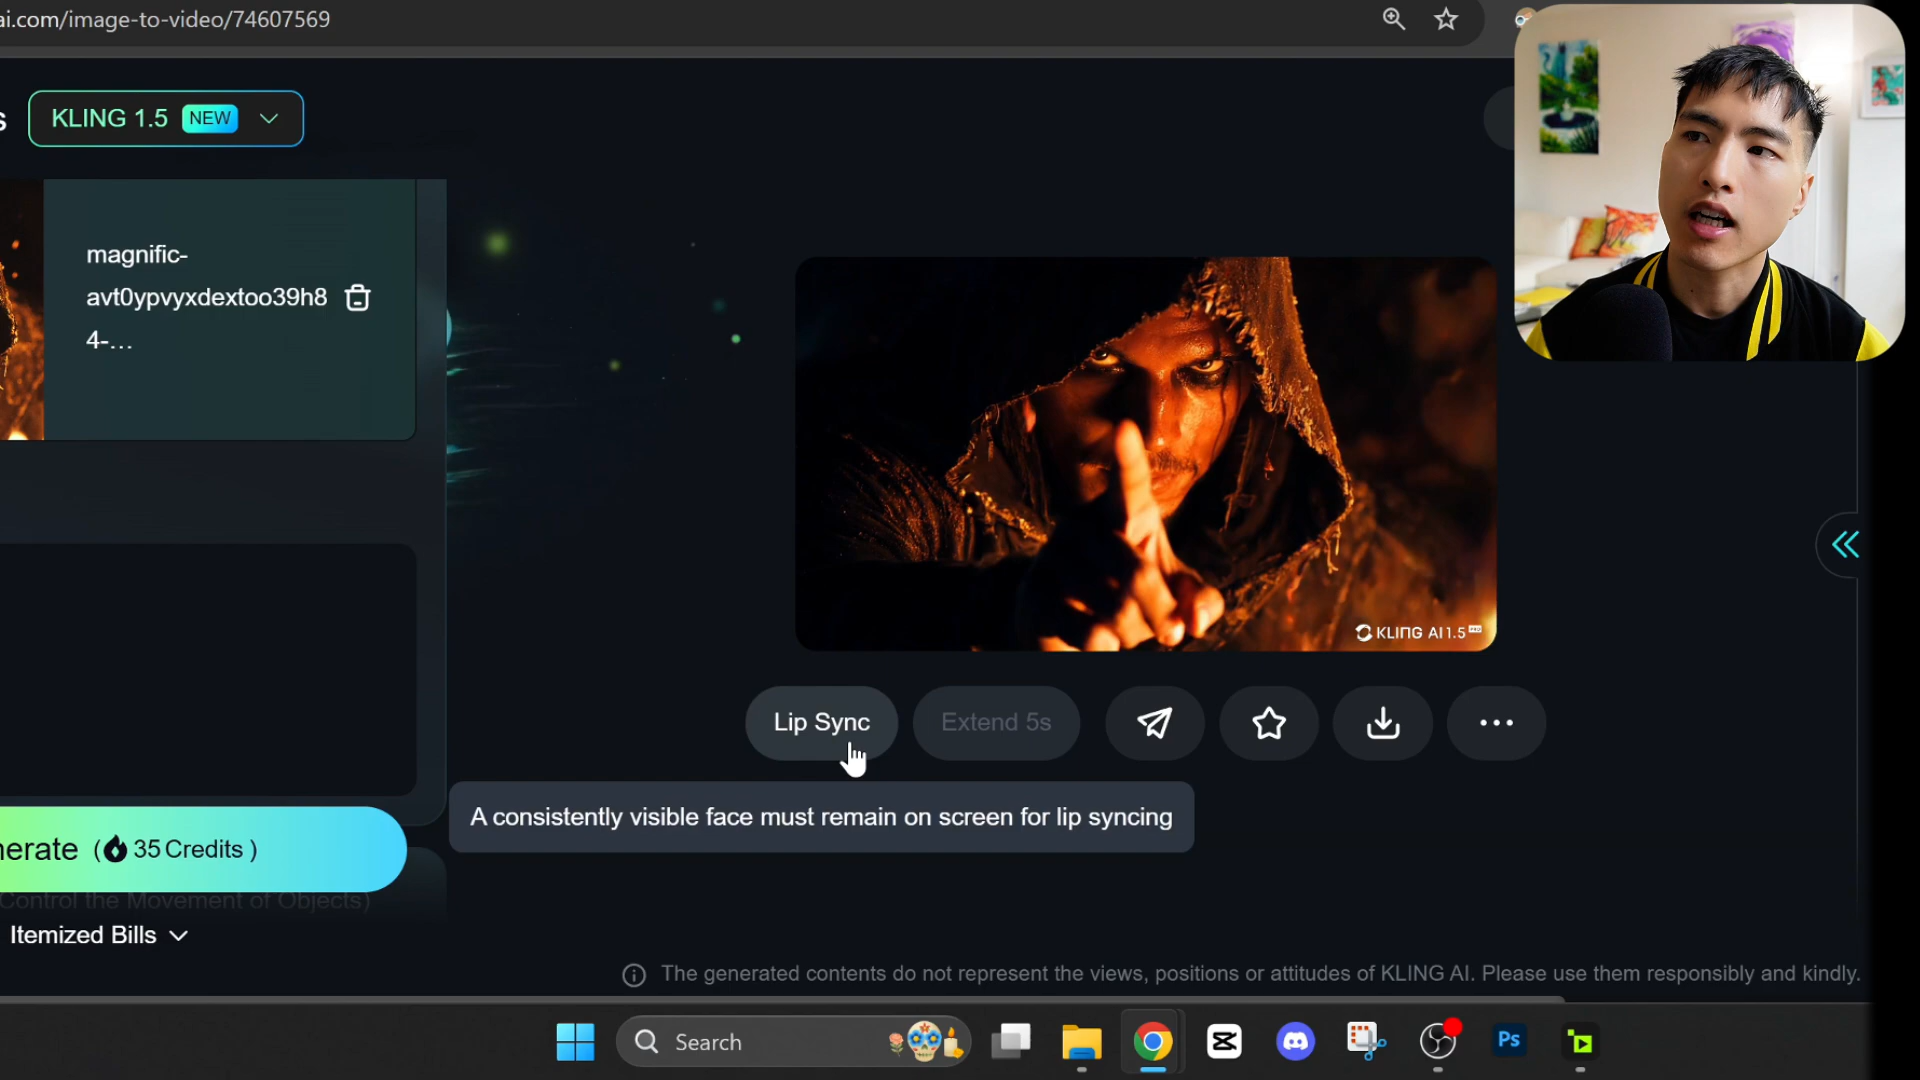 ai.com/image-to-video/74607569
s
KLING 1.5 NEW
magnific-
avt0ypvyxdextoo39h8
4-...
KLING AI 1.5 PRO
Lip Sync
Extend 5s
A consistently visible face must remain on screen for lip syncing
nerate ( 35 Credits )
Control the Movement of Objects)
Itemized Bills
The generated contents do not represent the views, positions or attitudes of KLING AI. Please use them responsibly and kindly.
Search
Ps